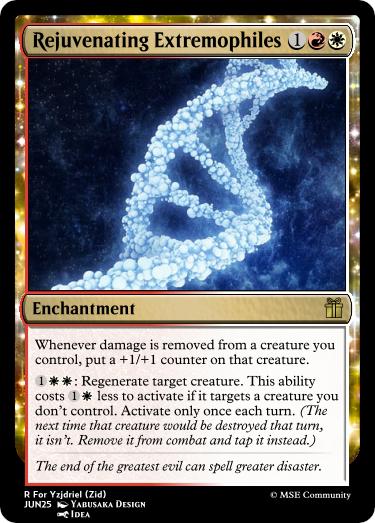 Rejuvenating Extremophiles 1
Enchantment
Whenever damage is removed from a creature you
control, put a +1/+1 counter on that creature.
1: Regenerate target creature. This ability
costs 1 less to activate if it targets a creature you
don't control. Activate only once each turn. (The
next time that creature would be destroyed that turn,
it isn't. Remove it from combat and tap it instead.)
The end of the greatest evil can spell greater disaster.
R For Yzjdriel (Zid)
JUN25 Yabusaka Design
Idea
© MSE Community